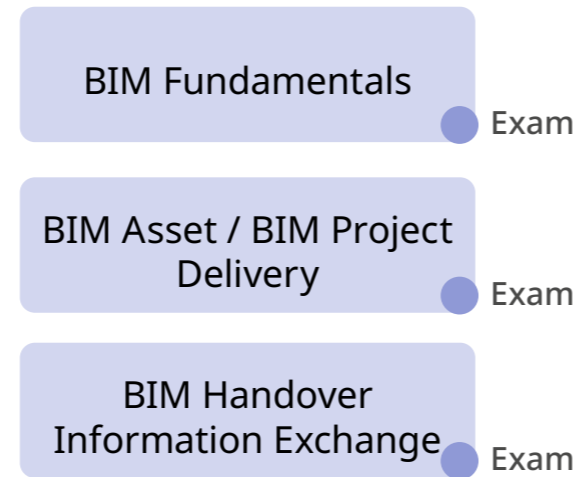 BIM Fundamentals
Exam
BIM Asset / BIM Project
Delivery
Exam
BIM Handover
Information Exchange
Exam